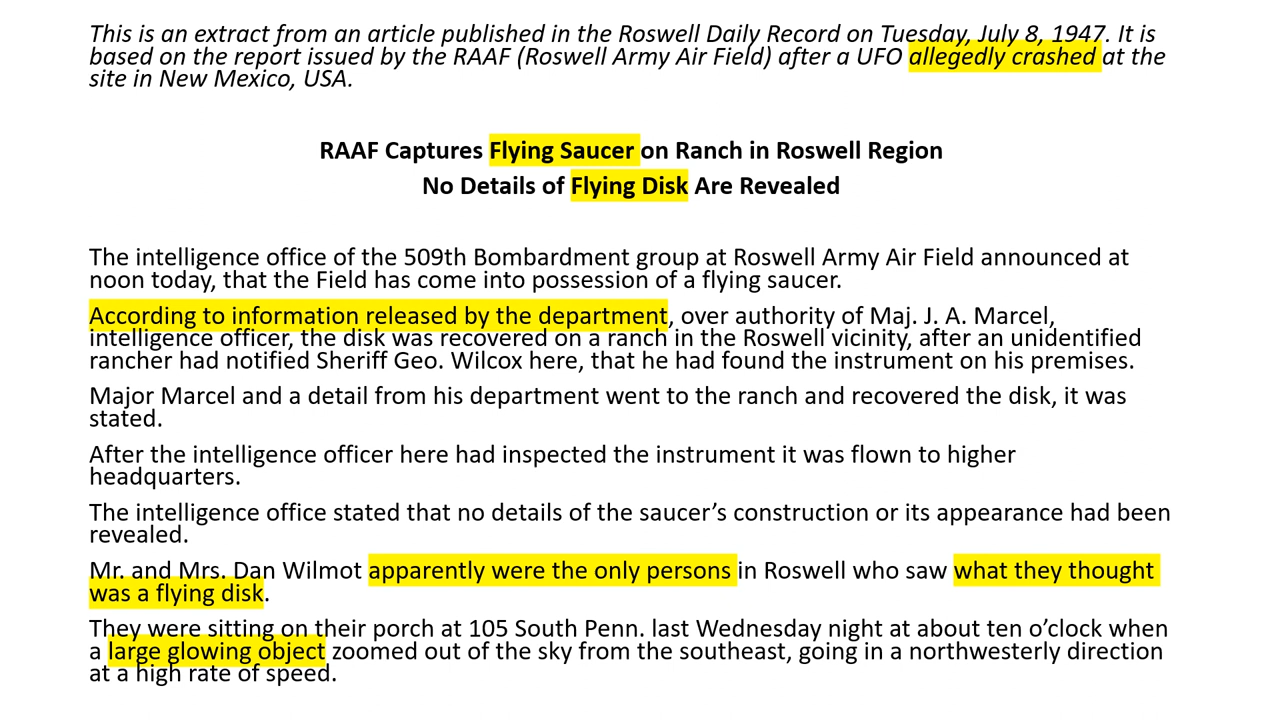 This is an extract from an article published in the Roswell Daily Record on Tuesday, July 8, 1947. It is
based on the report issued by the RAAF (Roswell Army Air Field) after a UFO allegedly crashed at the
site in New Mexico, USA.
RAAF Captures Flying Saucer on Ranch in Roswell Region
No Details of Flying Disk Are Revealed
The intelligence office of the 509th Bombardment group at Roswell Army Air Field announced at
noon today, that the Field has come into possession of a flying saucer.
According to information released by the department, over authority of Maj. J. A. Marcel,
intelligence officer, the disk was recovered on a ranch in the Roswell vicinity, after an unidentified
rancher had notified Sheriff Geo. Wilcox here, that he had found the instrument on his premises.
Major Marcel and a detail from his department went to the ranch and recovered the disk, it was
stated.
After the intelligence officer here had inspected the instrument it was flown to higher
headquarters.
The intelligence office stated that no details of the saucer’s construction or its appearance had been
revealed.
Mr. and Mrs. Dan Wilmot apparently were the only persons in Roswell who saw what they thought
was a flying disk.
They were sitting on their porch at 105 South Penn. last Wednesday night at about ten o’clock when
a large glowing object zoomed out of the sky from the southeast, going in a northwesterly direction
at a high rate of speed.